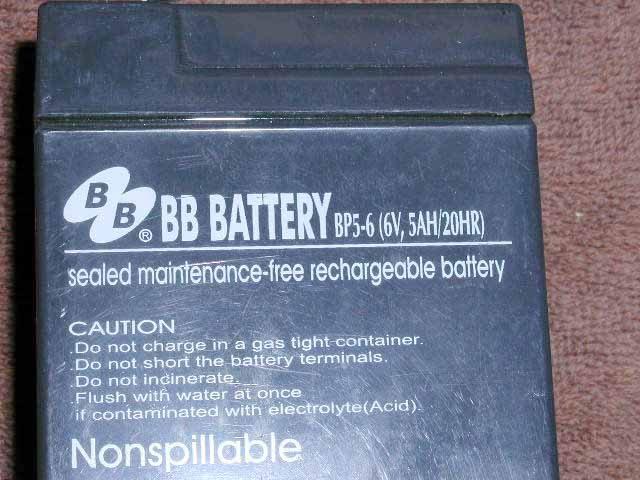 BB ® BB BATTERY BP5-6 (6V, 5AH/20HR)
sealed maintenance-free rechargeable battery
CAUTION
.Do not charge in a gas tight container.
.Do not short the battery terminals.
.Do not incinerate.
.Flush with water at once
if contaminated with electrolyte(Acid).
Nonspillable